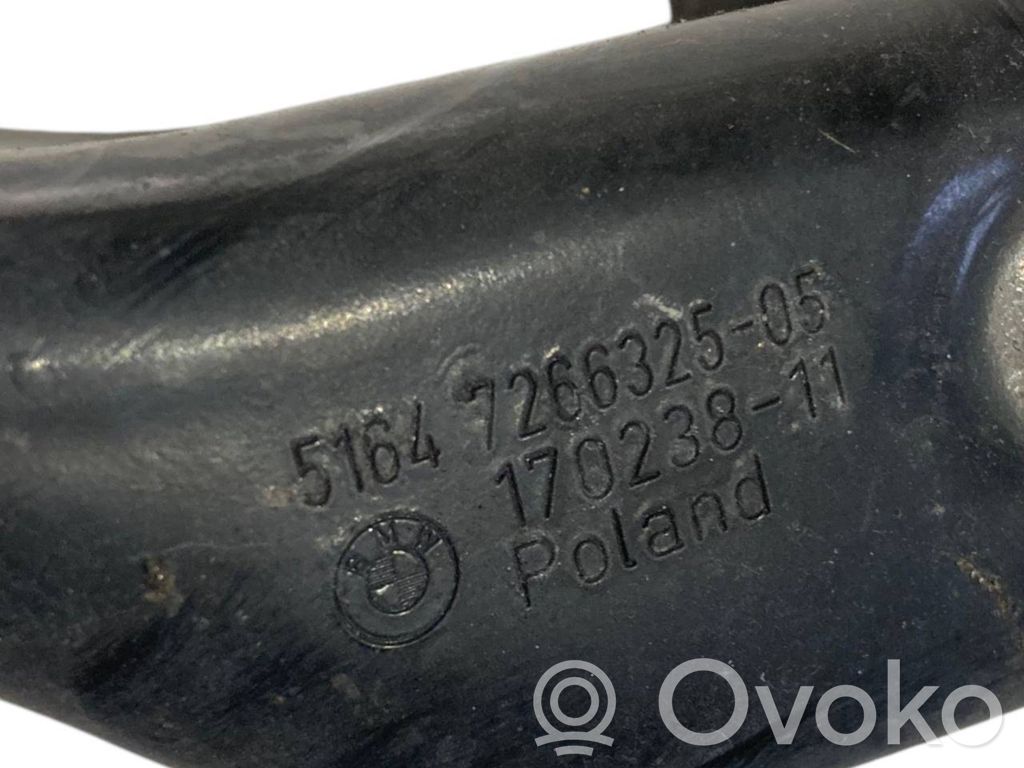 5164 7266325-05
170238-11
BMW
Poland
Ovoko